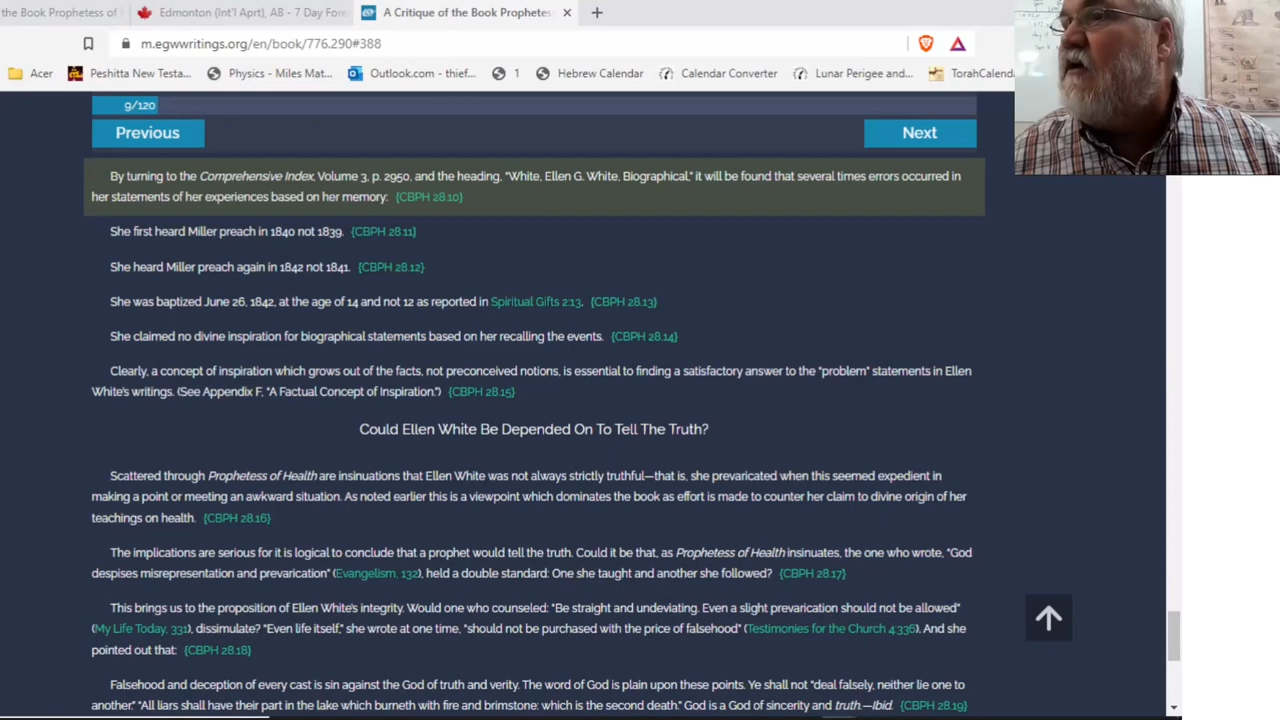 the Book Prophetess of H
Edmonton (Int'l Aprt), AB - 7 Day Fore
A Critique of the Book Prophetess
m.egwwritings.org/en/book/776.290#388
Acer
Peshitta New Testa...
Physics - Miles Mat...
Outlook.com - thief...
1
Hebrew Calendar
Calendar Converter
Lunar Perigee and...
TorahCalend
9/120
Previous
Next
By turning to the Comprehensive Index, Volume 3, p. 2950, and the heading, "White, Ellen G. White, Biographical," it will be found that several times errors occurred in
her statements of her experiences based on her memory: {CBPH 28.10}
She first heard Miller preach in 1840 not 1839. {CBPH 28.11}
She heard Miller preach again in 1842 not 1841. {CBPH 28.12}
She was baptized June 26, 1842, at the age of 14 and not 12 as reported in Spiritual Gifts 2:13. {CBPH 28.13}
She claimed no divine inspiration for biographical statements based on her recalling the events. {CBPH 28.14}
Clearly, a concept of inspiration which grows out of the facts, not preconceived notions, is essential to finding a satisfactory answer to the "problem" statements in Ellen
White's writings. (See Appendix F, "A Factual Concept of Inspiration.") {CBPH 28.15}
Could Ellen White Be Depended On To Tell The Truth?
Scattered through Prophetess of Health are insinuations that Ellen White was not always strictly truthful—that is, she prevaricated when this seemed expedient in
making a point or meeting an awkward situation. As noted earlier this is a viewpoint which dominates the book as effort is made to counter her claim to divine origin of her
teachings on health. {CBPH 28.16}
The implications are serious for it is logical to conclude that a prophet would tell the truth. Could it be that, as Prophetess of Health insinuates, the one who wrote, "God
despises misrepresentation and prevarication" (Evangelism, 132), held a double standard: One she taught and another she followed? {CBPH 28.17}
This brings us to the proposition of Ellen White's integrity. Would one who counseled: "Be straight and undeviating. Even a slight prevarication should not be allowed"
(My Life Today, 331), dissimulate? "Even life itself," she wrote at one time, "should not be purchased with the price of falsehood" (Testimonies for the Church 4:336). And she
pointed out that: {CBPH 28.18}
Falsehood and deception of every cast is sin against the God of truth and verity. The word of God is plain upon these points. Ye shall not "deal falsely, neither lie one to
another." "All liars shall have their part in the lake which burneth with fire and brimstone: which is the second death." God is a God of sincerity and truth.—Ibid. {CBPH 28.19}